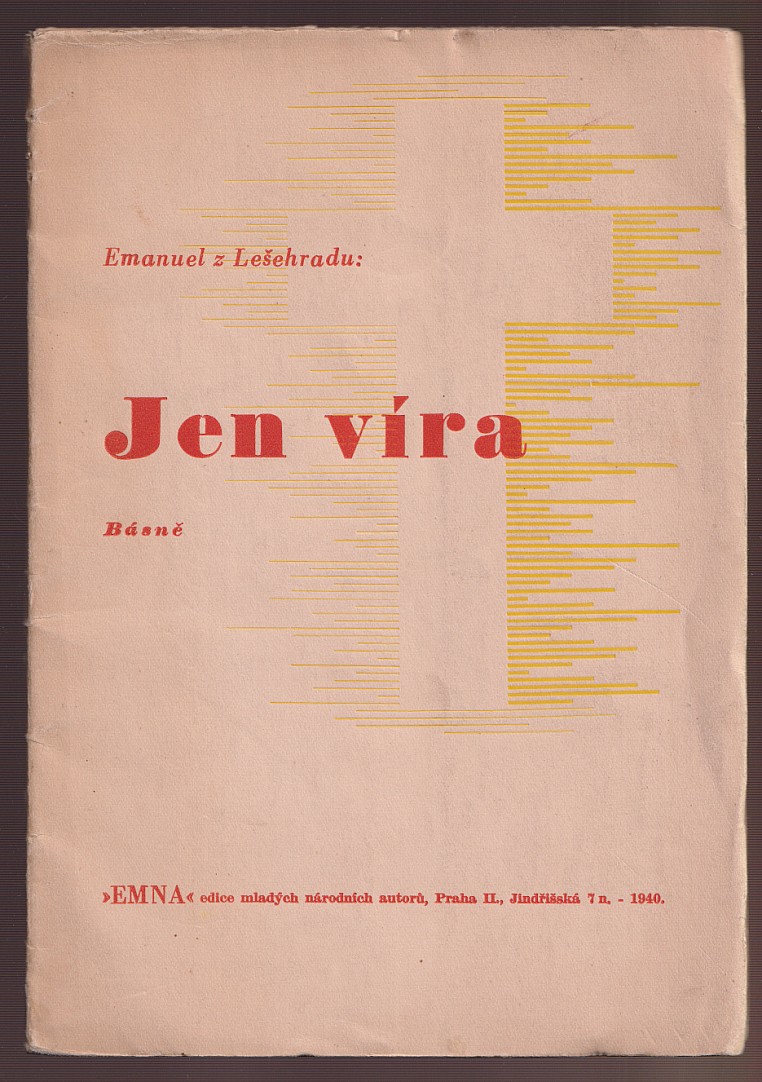 Emanuel z Lešehradu:
Jen víra
Básně
»EMNA« edice mladých národních autorů, Praha II., Jindřišská 7 n. - 1940.